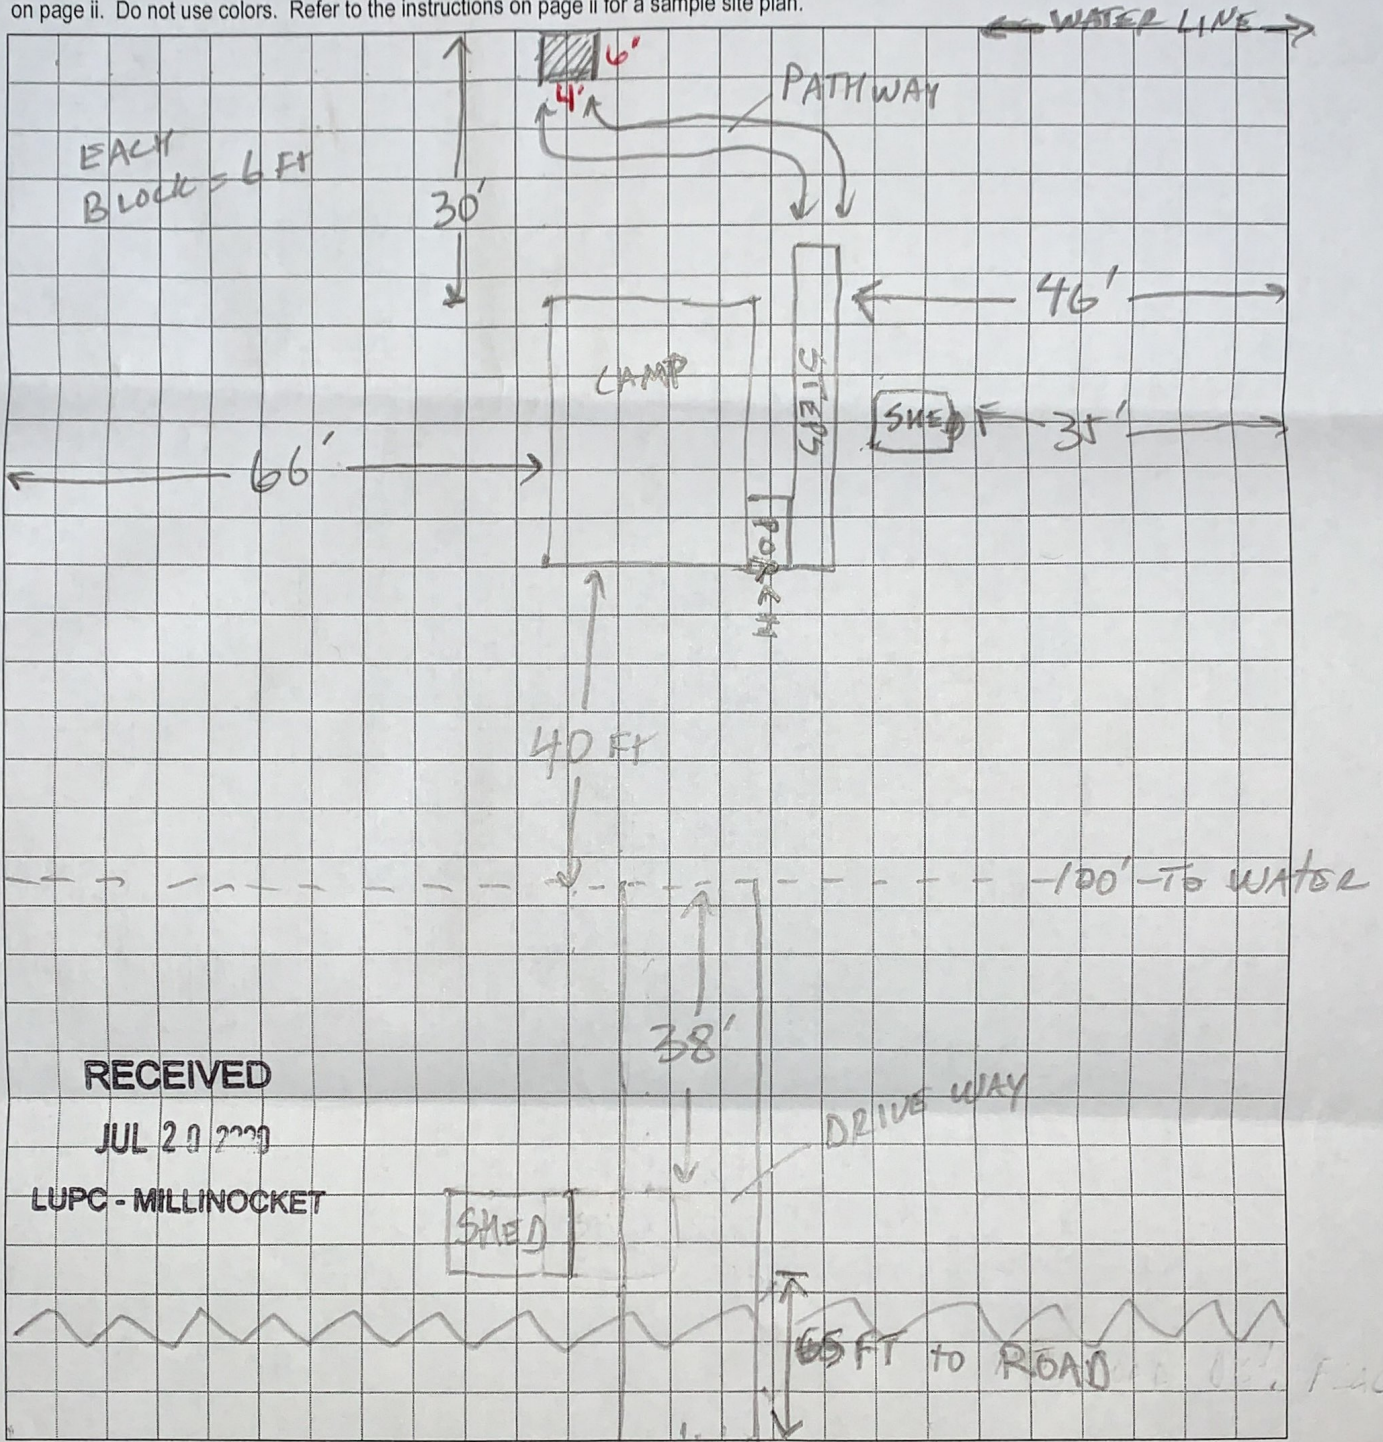 on page ii. Do not use colors. Refer to the instructions on page ii for a sample site plan.
WATER LINE
6'
4'
PATHWAY
EACH
BLOCK = 6 Ft
30'
46'
CAMP
STEPS
SHED
35'
66'
PORCH
40 Ft
100' - To WAtER
38'
RECEIVED
JUL 20
DRIVE WAY
LUPC - MILLINOCKET
SHED
65 FT to ROAD